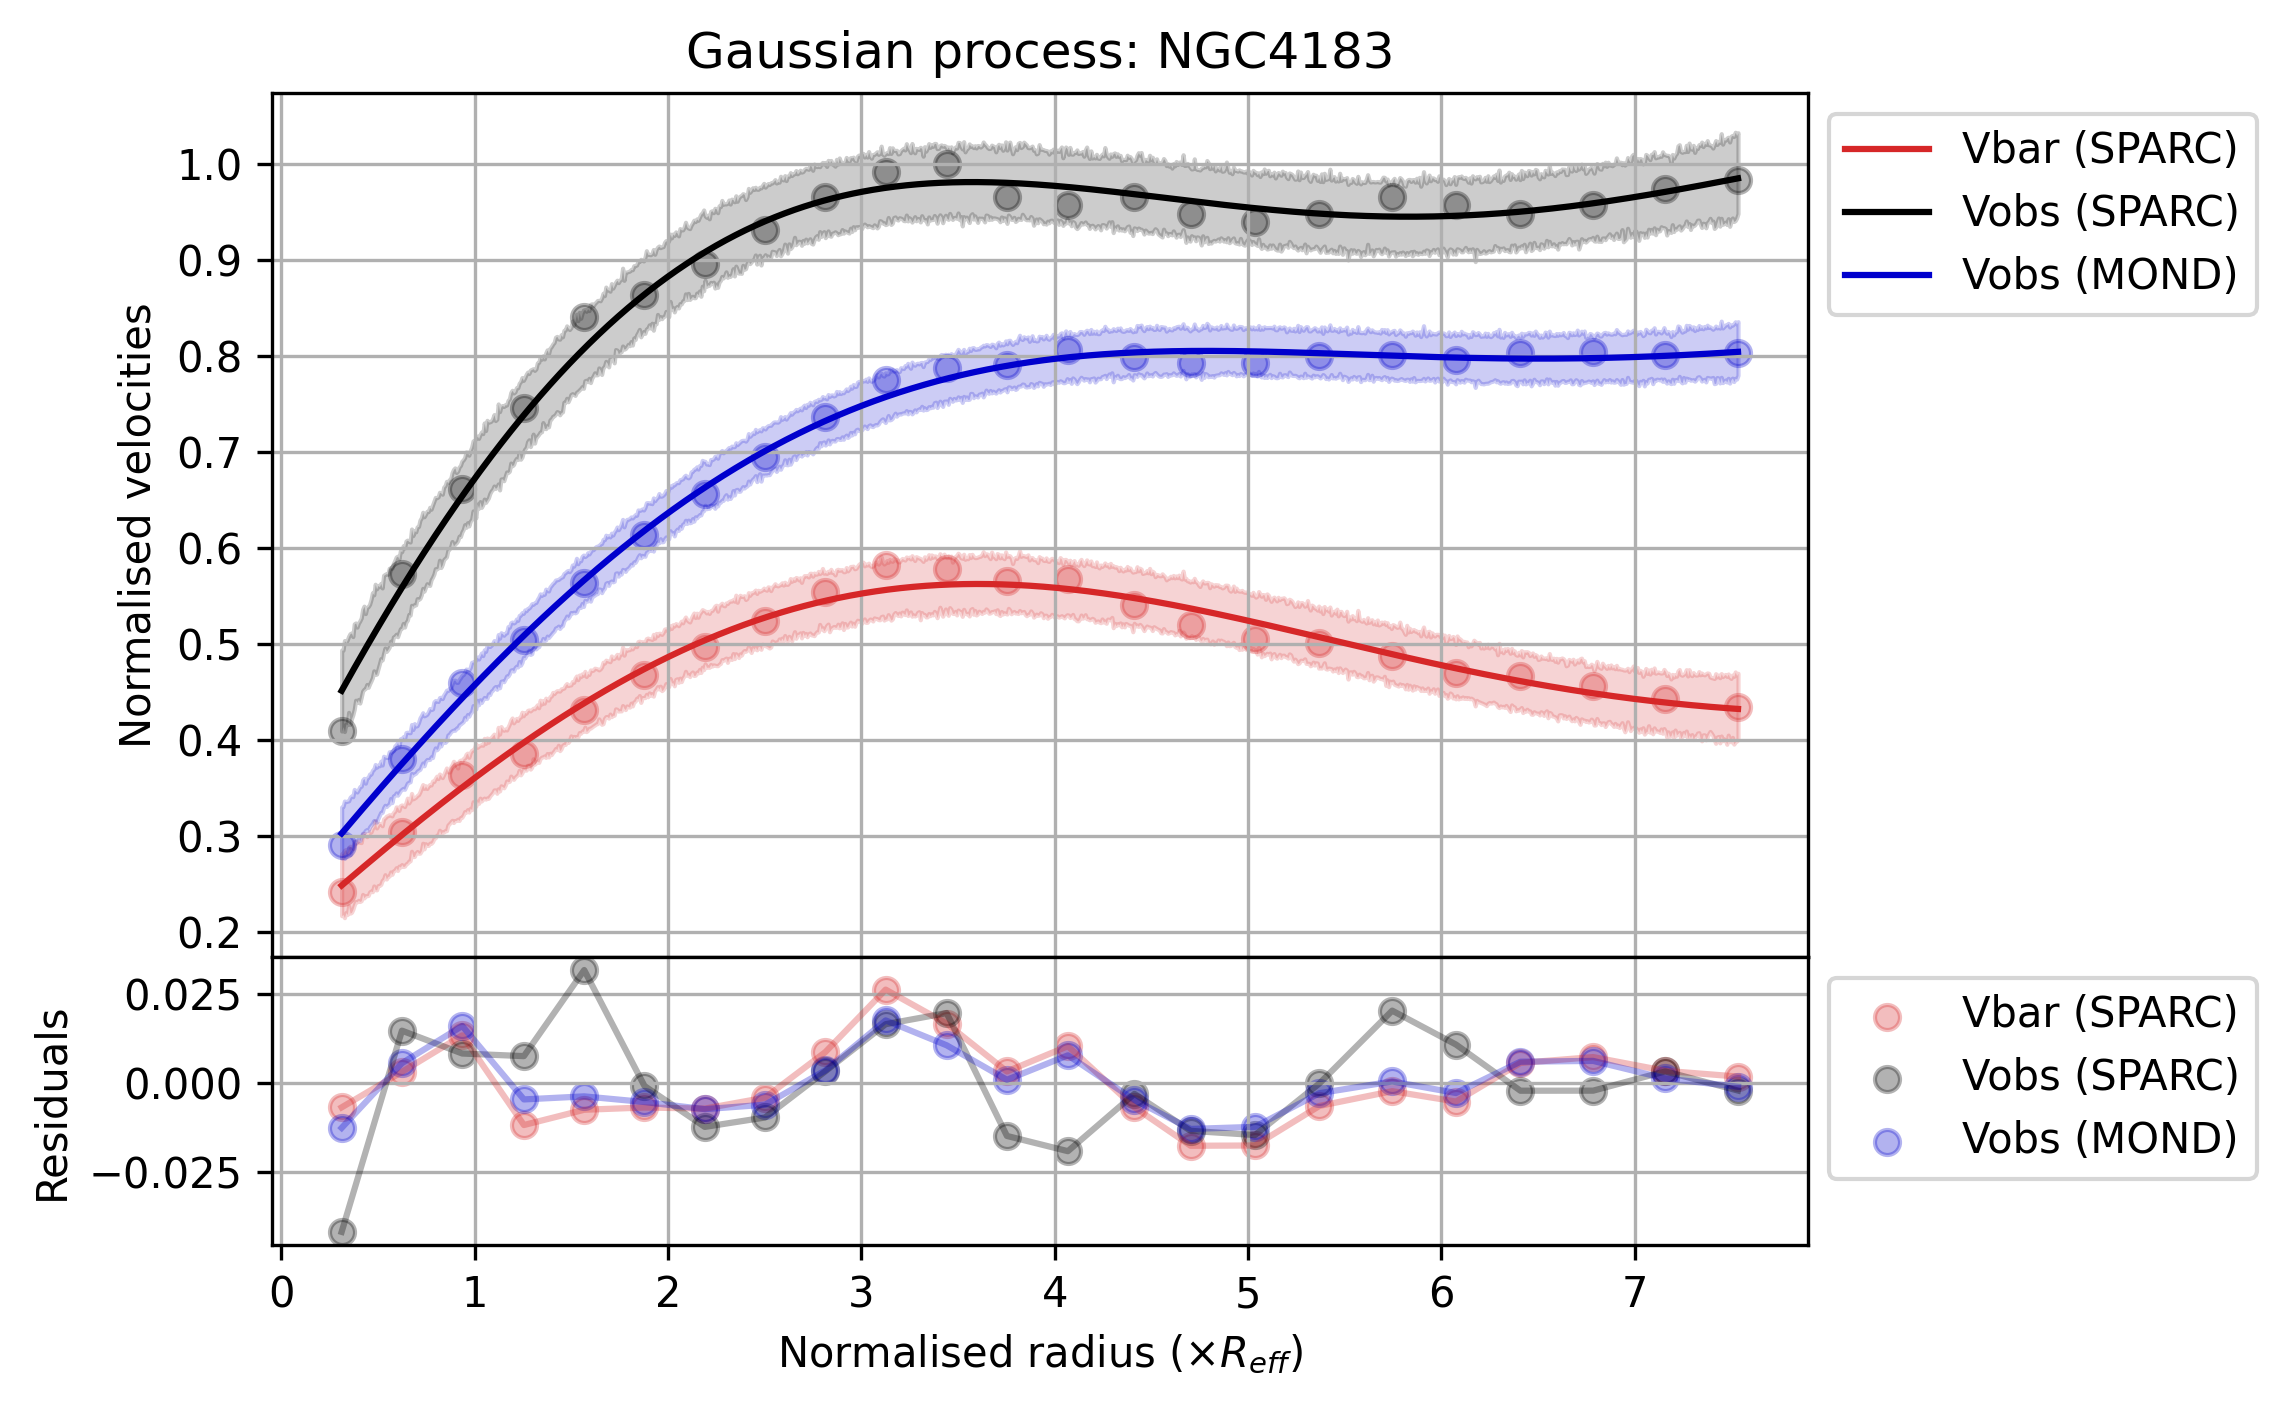 Gaussian process: NGC4183
Normalised velocities
1.0
0.9
0.8
0.7
0.6
0.5
0.4
0.3
0.2
Vbar (SPARC)
Vobs (SPARC)
Vobs (MOND)
Residuals
0.025
0.000
−0.025
Vbar (SPARC)
Vobs (SPARC)
Vobs (MOND)
0 1 2 3 4 5 6 7
Normalised radius (×R_eff)